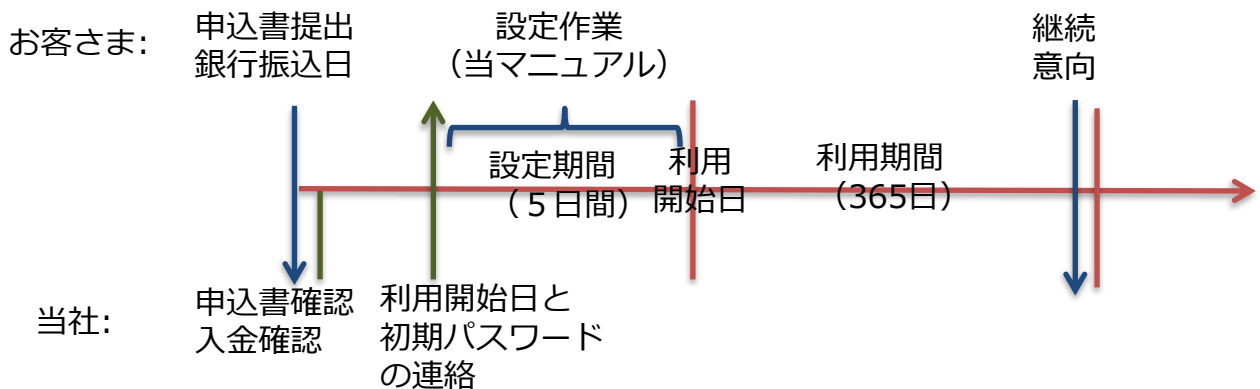 お客さま:
申込書提出
銀行振込日
設定作業
（当マニュアル）
継続
意向
設定期間
（５日間）
利用
開始日
利用期間
（365日）
当社:
申込書確認
入金確認
利用開始日と
初期パスワード
の連絡